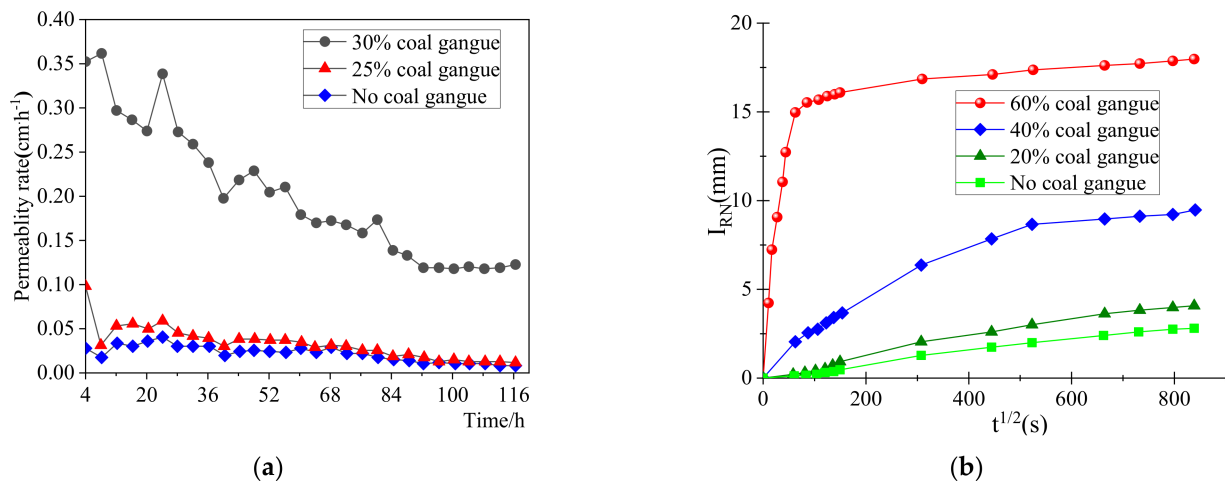 0.40
0.35
0.30
0.25
0.20
0.15
0.10
0.05
0.00
Permeablity rate(cm·h⁻¹)
30% coal gangue
25% coal gangue
No coal gangue
4 20 36 52 68 84 100 116
Time/h
(a)
20
15
10
5
0
I_RN(mm)
60% coal gangue
40% coal gangue
20% coal gangue
No coal gangue
0 200 400 600 800
t^1/2(s)
(b)